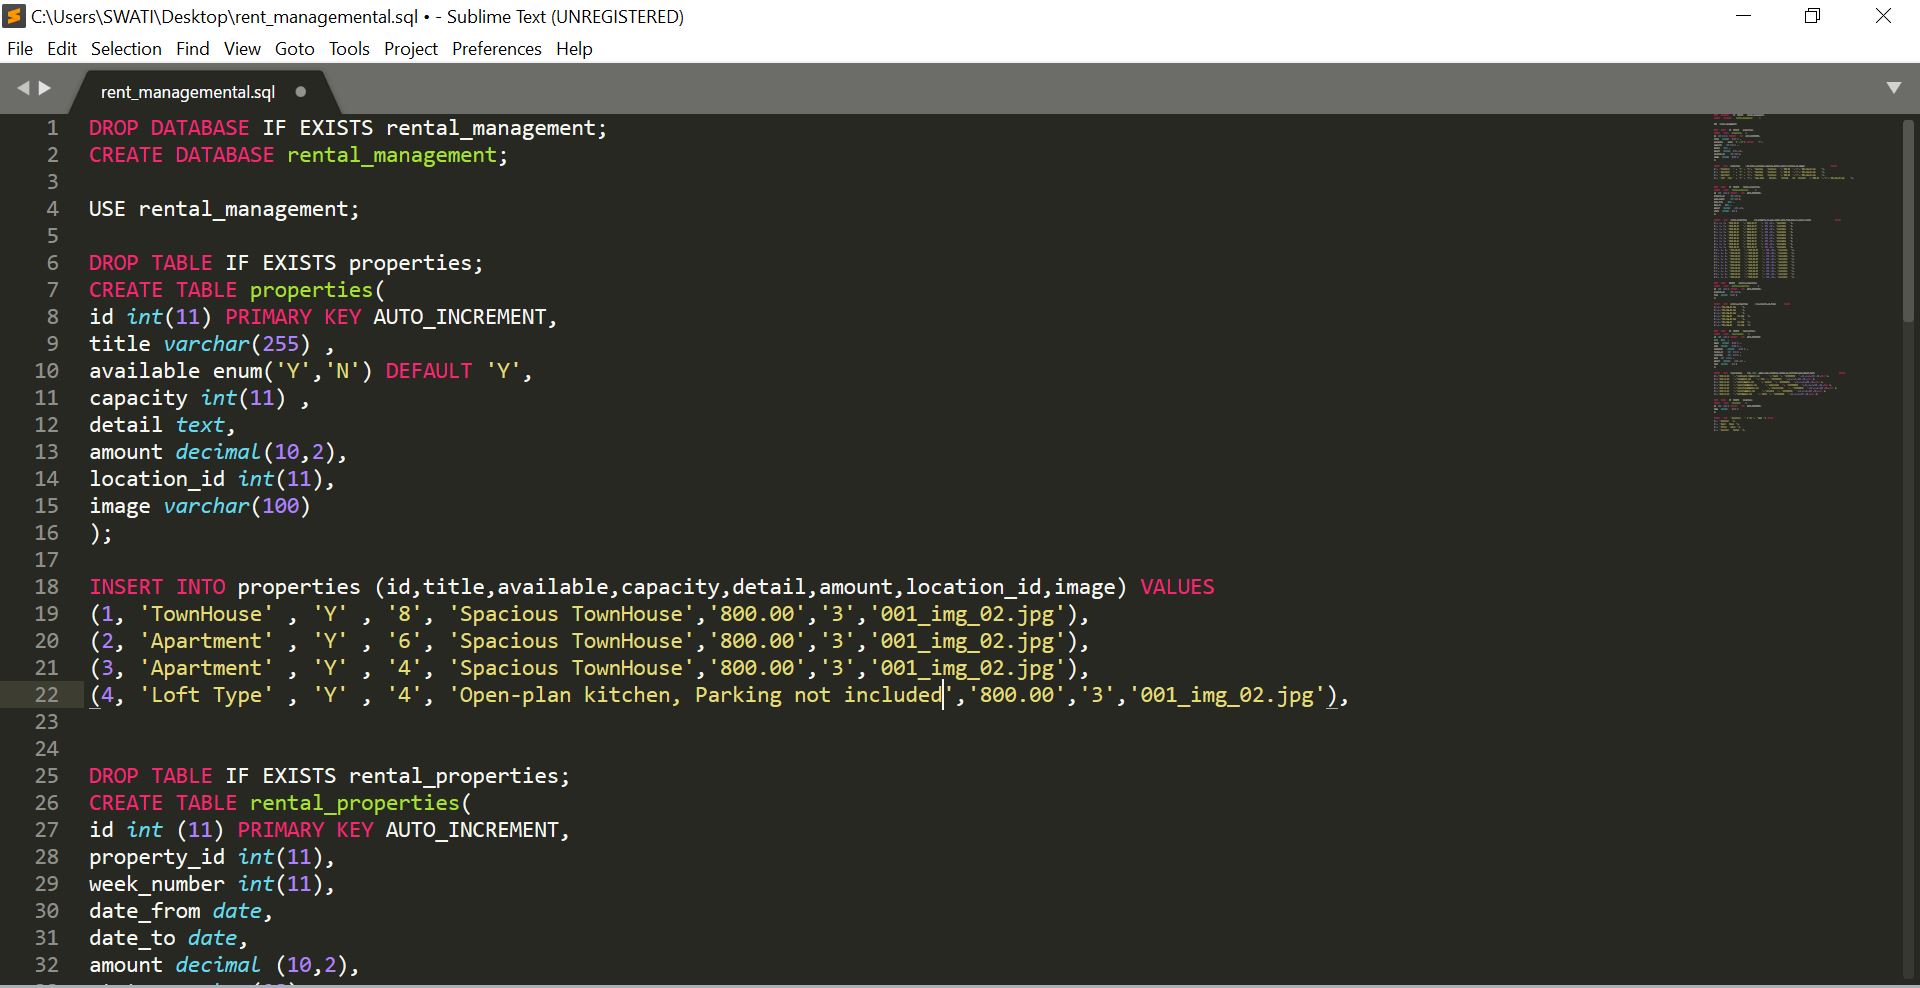 C:\Users\SWATI\Desktop\rent_managemental.sql • - Sublime Text (UNREGISTERED)
File Edit Selection Find View Goto Tools Project Preferences Help
rent_managemental.sql
1 DROP DATABASE IF EXISTS rental_management;
2 CREATE DATABASE rental_management;
3
4 USE rental_management;
5
6 DROP TABLE IF EXISTS properties;
7 CREATE TABLE properties(
8 id int(11) PRIMARY KEY AUTO_INCREMENT,
9 title varchar(255) ,
10 available enum('Y','N') DEFAULT 'Y',
11 capacity int(11) ,
12 detail text,
13 amount decimal(10,2),
14 location_id int(11),
15 image varchar(100)
16 );
17
18 INSERT INTO properties (id,title,available,capacity,detail,amount,location_id,image) VALUES
19 (1, 'TownHouse' , 'Y' , '8', 'Spacious TownHouse','800.00','3','001_img_02.jpg'),
20 (2, 'Apartment' , 'Y' , '6', 'Spacious TownHouse','800.00','3','001_img_02.jpg'),
21 (3, 'Apartment' , 'Y' , '4', 'Spacious TownHouse','800.00','3','001_img_02.jpg'),
22 (4, 'Loft Type' , 'Y' , '4', 'Open-plan kitchen, Parking not included','800.00','3','001_img_02.jpg'),
23
24
25 DROP TABLE IF EXISTS rental_properties;
26 CREATE TABLE rental_properties(
27 id int (11) PRIMARY KEY AUTO_INCREMENT,
28 property_id int(11),
29 week_number int(11),
30 date_from date,
31 date_to date,
32 amount decimal (10,2),